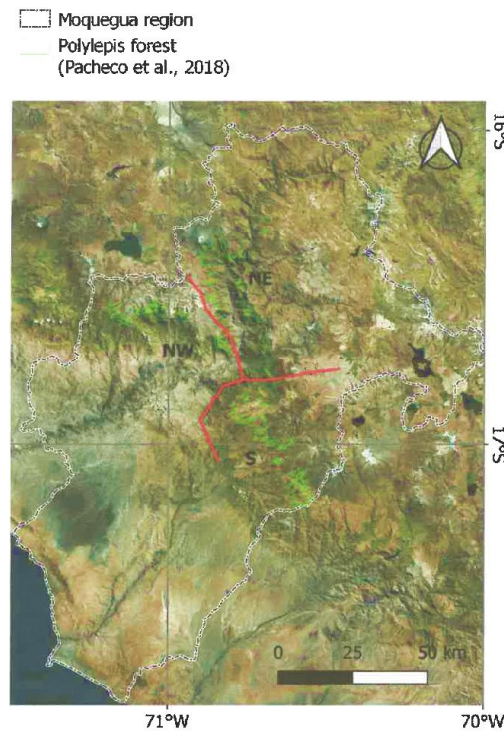 Moquegua region
Polylepis forest
(Pacheco et al., 2018)
16°S
NE
NW
17°S
S
0 25 50 km
71°W 70°W